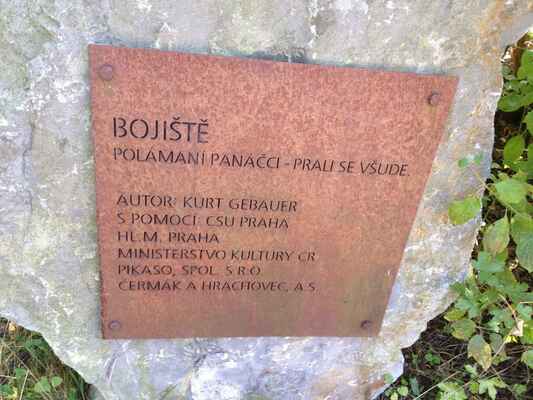 BOJIŠTĚ
POLÁMANÍ PANÁČCI - PRALI SE VŠUDE.
AUTOR: KURT GEBAUER
S POMOCÍ: CSU PRAHA
HL.M. PRAHA
MINISTERSTVO KULTURY ČR
PIKASO, SPOL. S R.O.
ČERMÁK A HRACHOVEC, A.S.